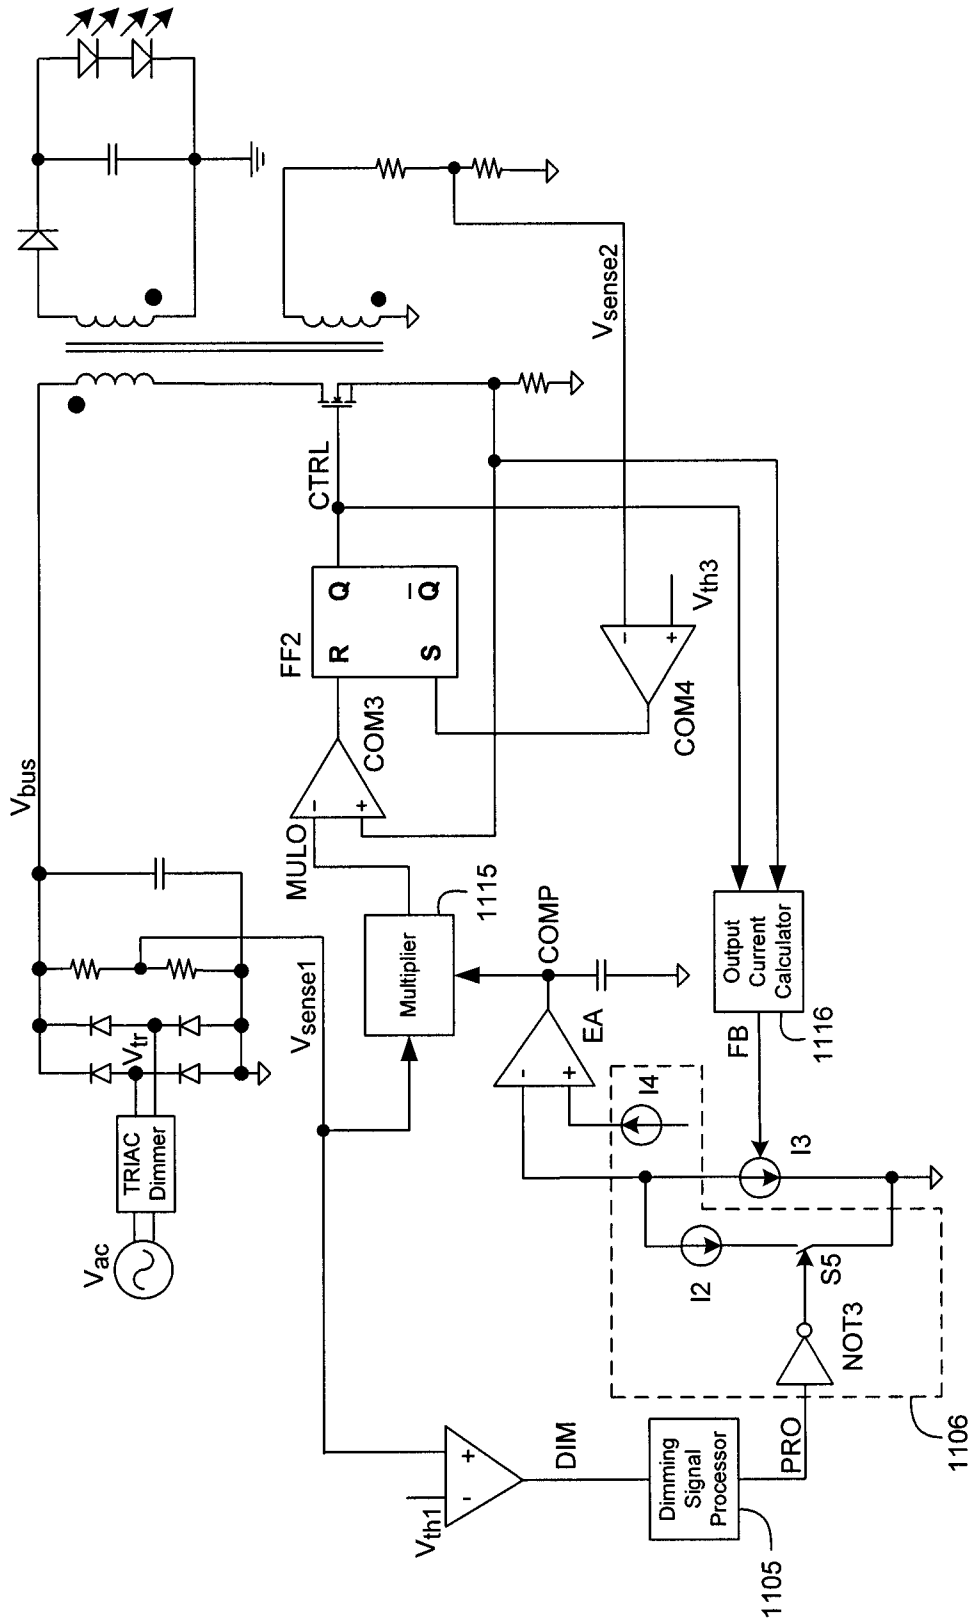 Vac
TRIAC
Dimmer
Vtr
Vbus
Vsense1
Vth1
+
-
DIM
Dimming
Signal
Processor
1105
PRO
NOT3
1106
S5
I2
I3
I4
-
+
EA
COMP
Multiplier
1115
MULO
-
+
COM3
FF2
R
Q
S
Q̅
CTRL
Vsense2
-
+
Vth3
COM4
Output
Current
Calculator
1116
FB